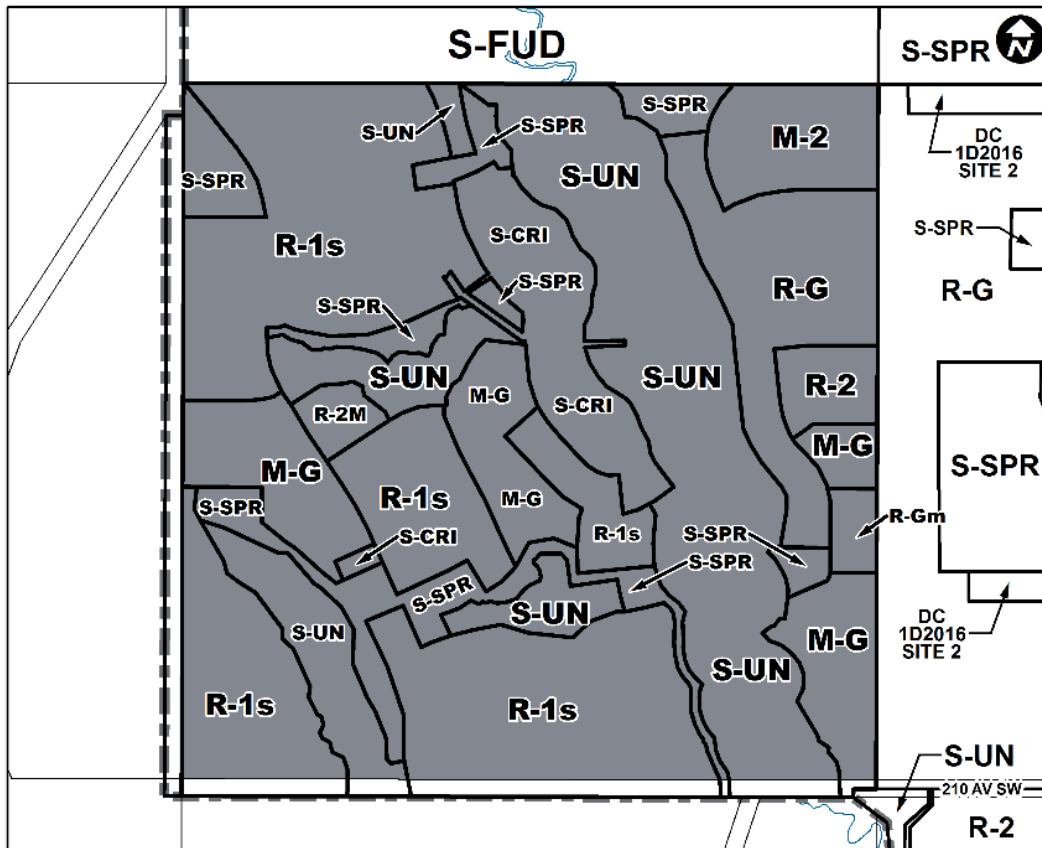 S-FUD
S-SPR
N
S-UN
S-SPR
S-SPR
M-2
DC
1D2016
SITE 2
S-SPR
S-UN
S-SPR
R-1s
S-CRI
S-SPR
R-G
R-G
S-SPR
S-UN
S-UN
R-2
M-G
R-2M
S-CRI
M-G
M-G
S-SPR
S-SPR
R-1s
M-G
R-Gm
S-CRI
R-1s
S-SPR
S-SPR
S-SPR
S-UN
S-UN
DC
1D2016
SITE 2
M-G
S-UN
R-1s
R-1s
S-UN
210 AV SW
R-2